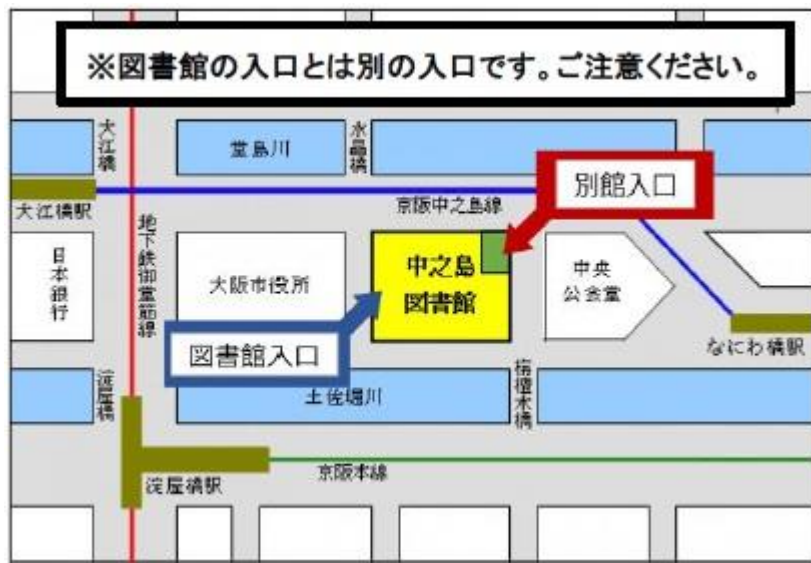 ※図書館の入口とは別の入口です。ご注意ください。
大江橋
堂島川
水晶橋
別館入口
大江橋駅
京阪中之島線
日本銀行
地下鉄御堂筋線
大阪市役所
中之島
図書館
中央
公会堂
図書館入口
なにわ橋駅
淀屋橋
土佐堀川
栴檀木橋
淀屋橋駅
京阪本線